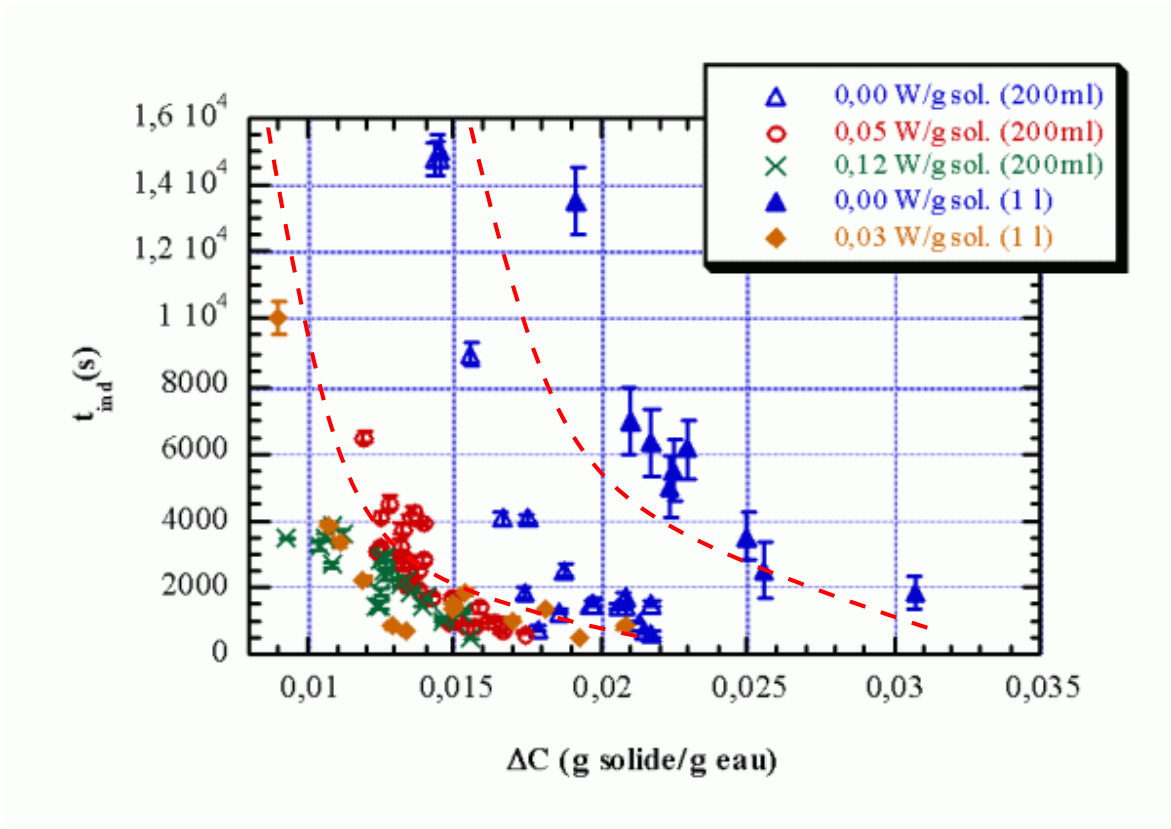 0,00 W/g sol. (200ml)
0,05 W/g sol. (200ml)
0,12 W/g sol. (200ml)
0,00 W/g sol. (1 l)
0,03 W/g sol. (1 l)
1,6 10⁴
1,4 10⁴
1,2 10⁴
1 10⁴
8000
6000
4000
2000
0
t_ind(s)
0,01 0,015 0,02 0,025 0,03 0,035
ΔC (g solide/g eau)